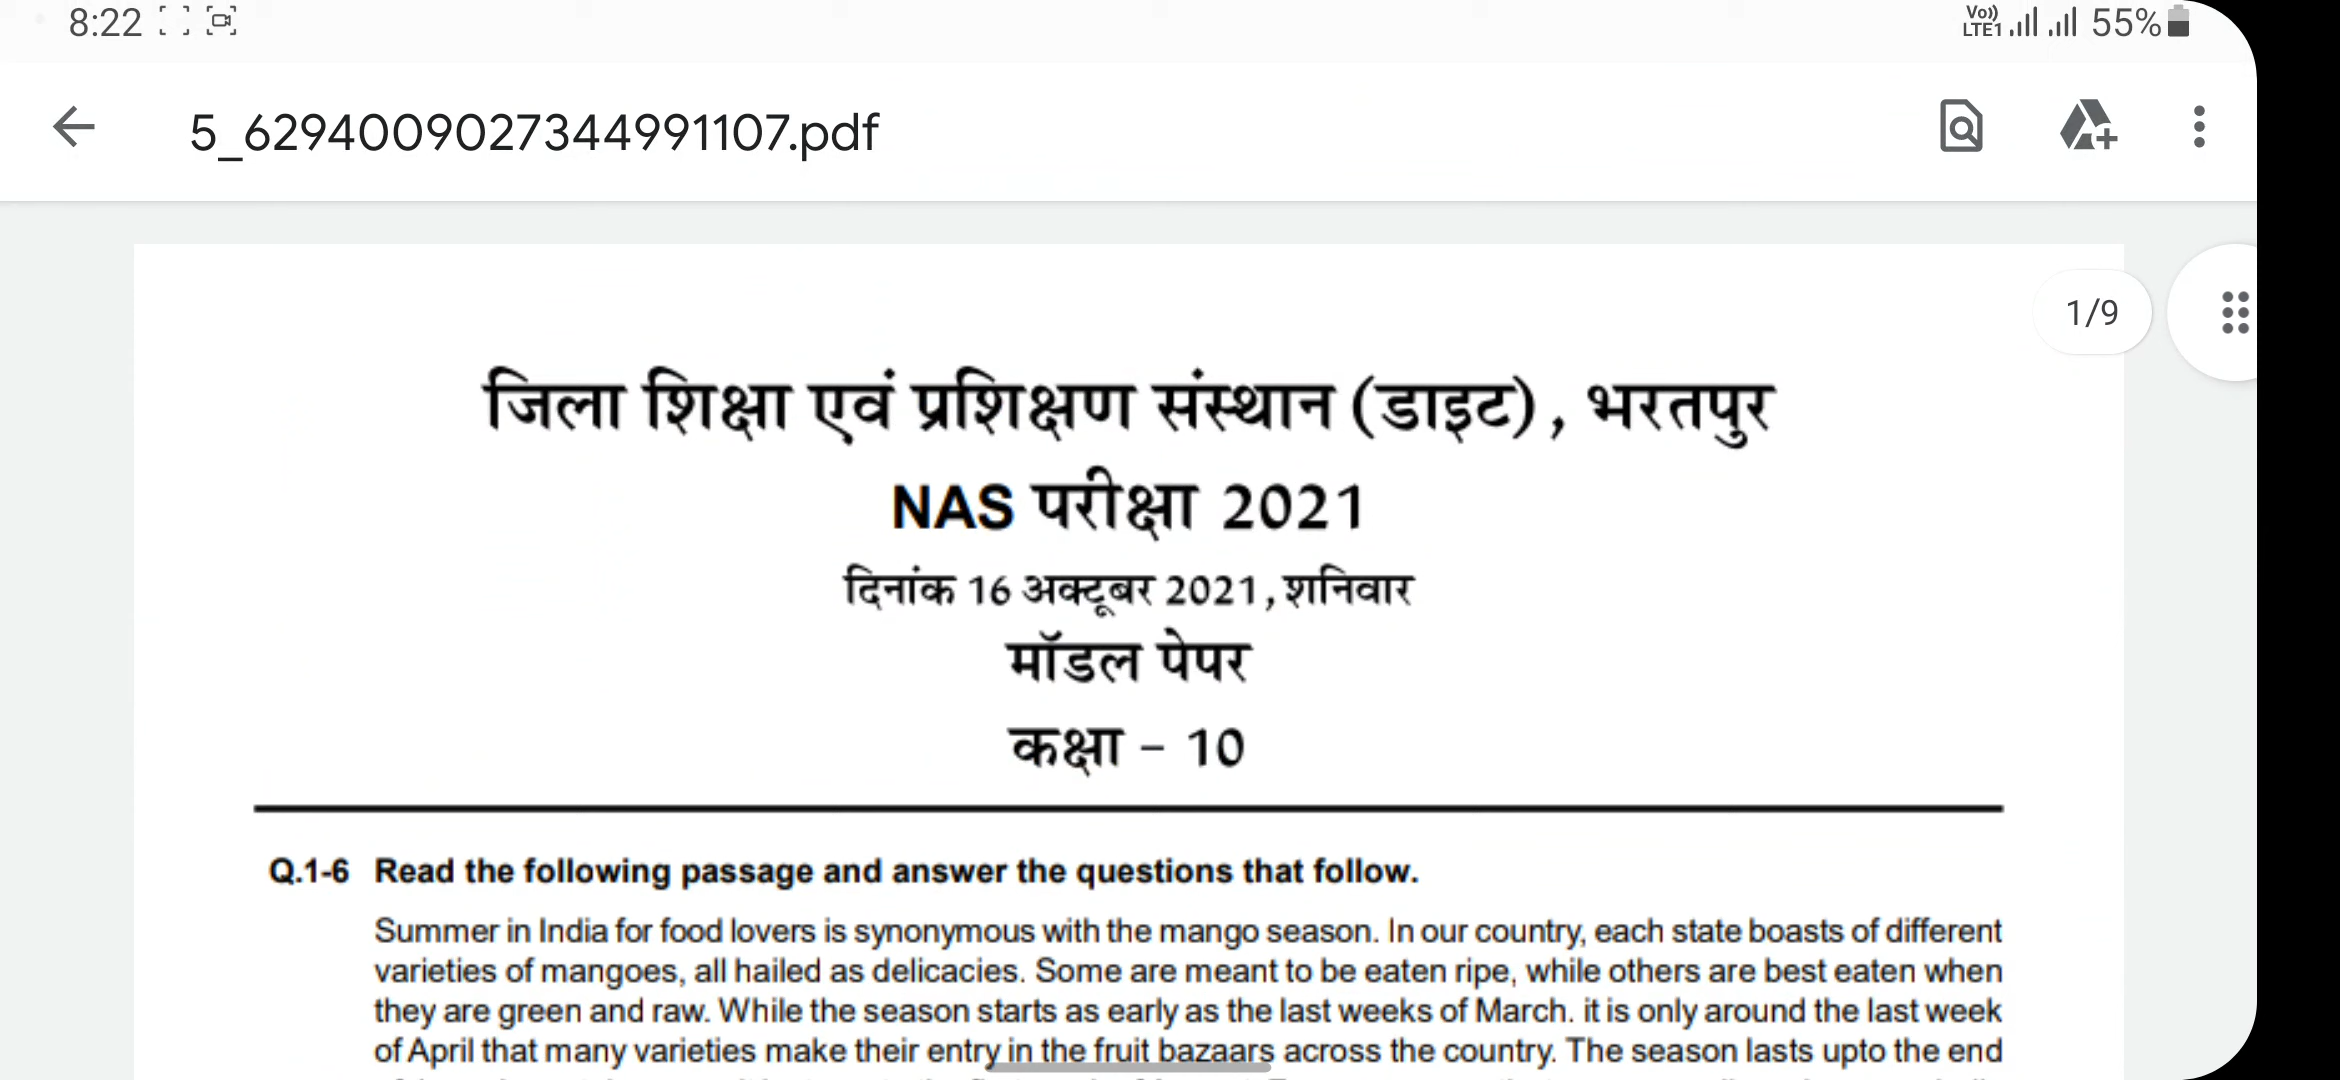 8:22 Vo)) LTE1 55%
5_6294009027344991107.pdf
1/9
जिला शिक्षा एवं प्रशिक्षण संस्थान (डाइट), भरतपुर
NAS परीक्षा 2021
दिनांक 16 अक्टूबर 2021, शनिवार
मॉडल पेपर
कक्षा – 10
Q.1-6 Read the following passage and answer the questions that follow.
Summer in India for food lovers is synonymous with the mango season. In our country, each state boasts of different
varieties of mangoes, all hailed as delicacies. Some are meant to be eaten ripe, while others are best eaten when
they are green and raw. While the season starts as early as the last weeks of March. it is only around the last week
of April that many varieties make their entry in the fruit bazaars across the country. The season lasts upto the end